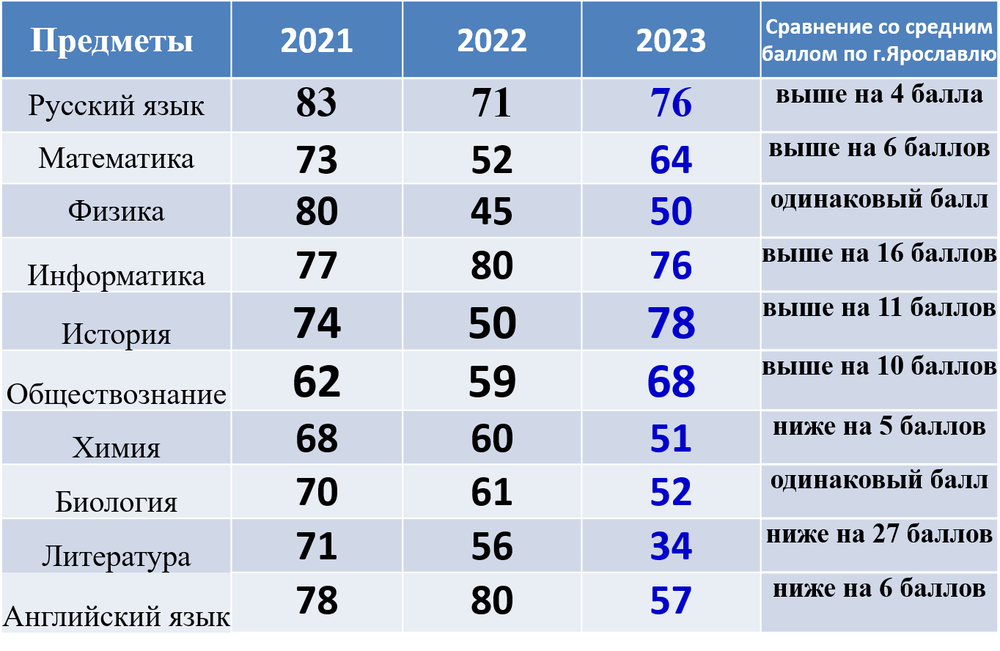 Предметы 2021 2022 2023 Сравнение со средним
баллом по г.Ярославлю
Русский язык 83 71 76 выше на 4 балла
Математика 73 52 64 выше на 6 баллов
Физика 80 45 50 одинаковый балл
Информатика 77 80 76 выше на 16 баллов
История 74 50 78 выше на 11 баллов
Обществознание 62 59 68 выше на 10 баллов
Химия 68 60 51 ниже на 5 баллов
Биология 70 61 52 одинаковый балл
Литература 71 56 34 ниже на 27 баллов
Английский язык 78 80 57 ниже на 6 баллов